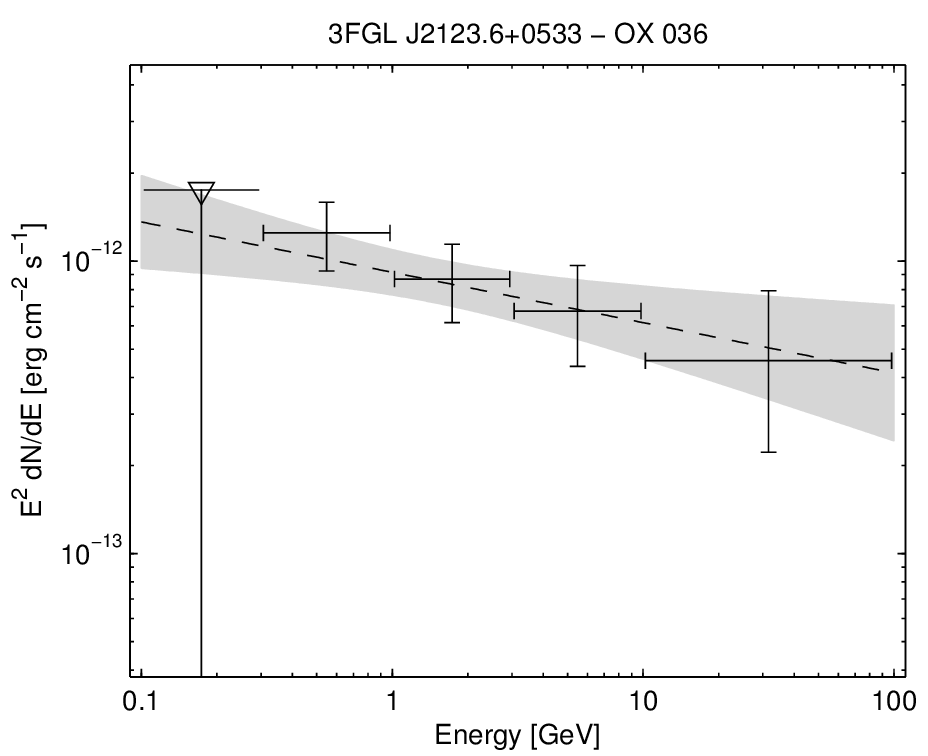 3FGL J2123.6+0533 − OX 036
E² dN/dE [erg cm⁻² s⁻¹]
10⁻¹²
10⁻¹³
0.1 1 10 100
Energy [GeV]